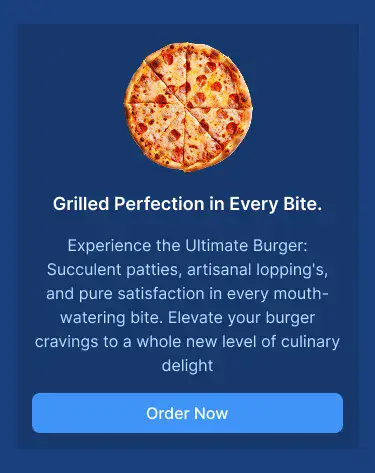 Grilled Perfection in Every Bite.
Experience the Ultimate Burger:
Succulent patties, artisanal lopping's,
and pure satisfaction in every mouth-
watering bite. Elevate your burger
cravings to a whole new level of culinary
delight
Order Now